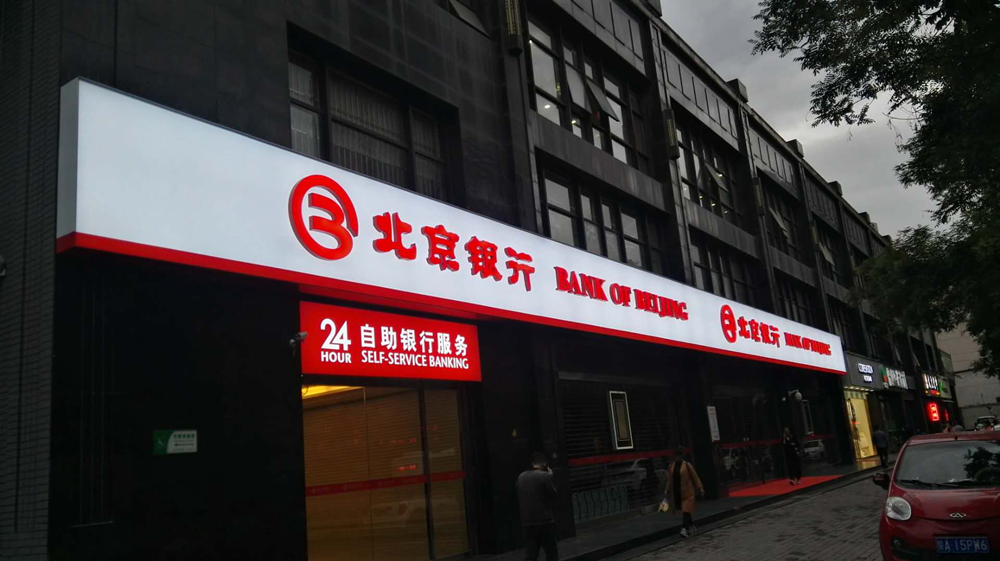 北京银行 BANK OF BEIJING
北京银行 BANK OF BEIJING
24 HOUR
自助银行服务
SELF-SERVICE BANKING
A 15PW6